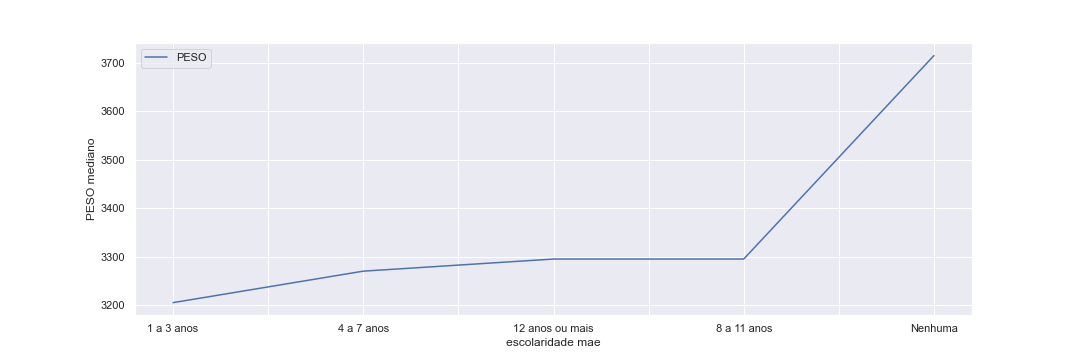 PESO
3700
3600
3500
3400
3300
3200
PESO mediano
1 a 3 anos
4 a 7 anos
12 anos ou mais
8 a 11 anos
Nenhuma
escolaridade mae